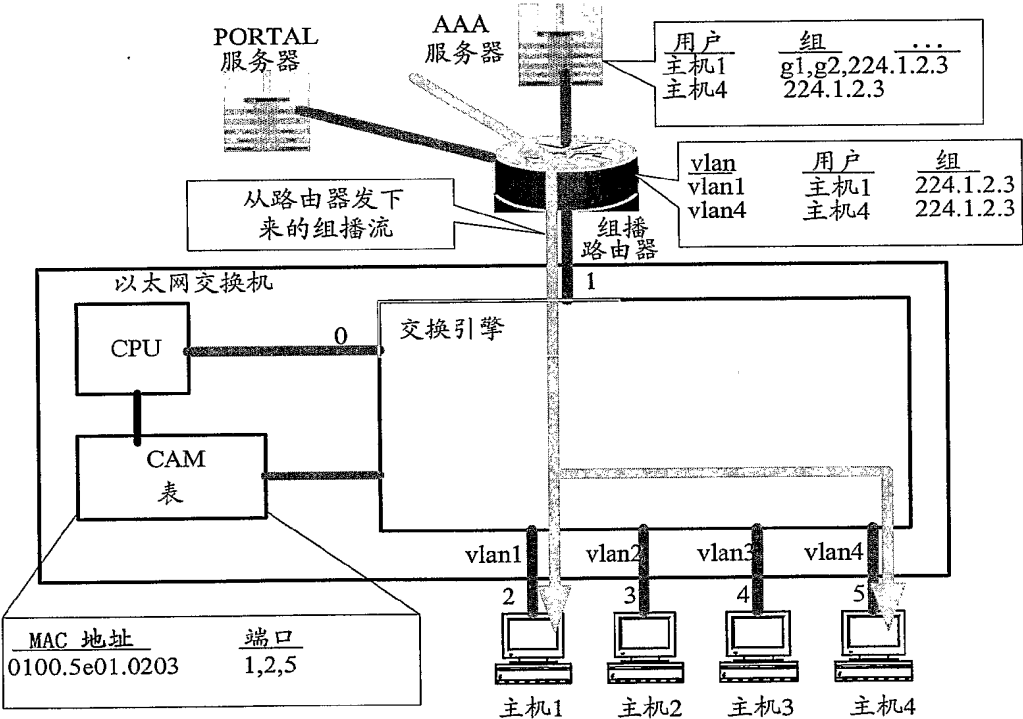 PORTAL
服务器
AAA
服务器
用户 组 ...
主机1 g1,g2,224.1.2.3
主机4 224.1.2.3
vlan 用户 组
vlan1 主机1 224.1.2.3
vlan4 主机4 224.1.2.3
从路由器发下
来的组播流
组播
路由器
以太网交换机
1
CPU
0
交换引擎
CAM
表
vlan1 vlan2 vlan3 vlan4
2 3 4 5
MAC 地址 端口
0100.5e01.0203 1,2,5
主机1 主机2 主机3 主机4